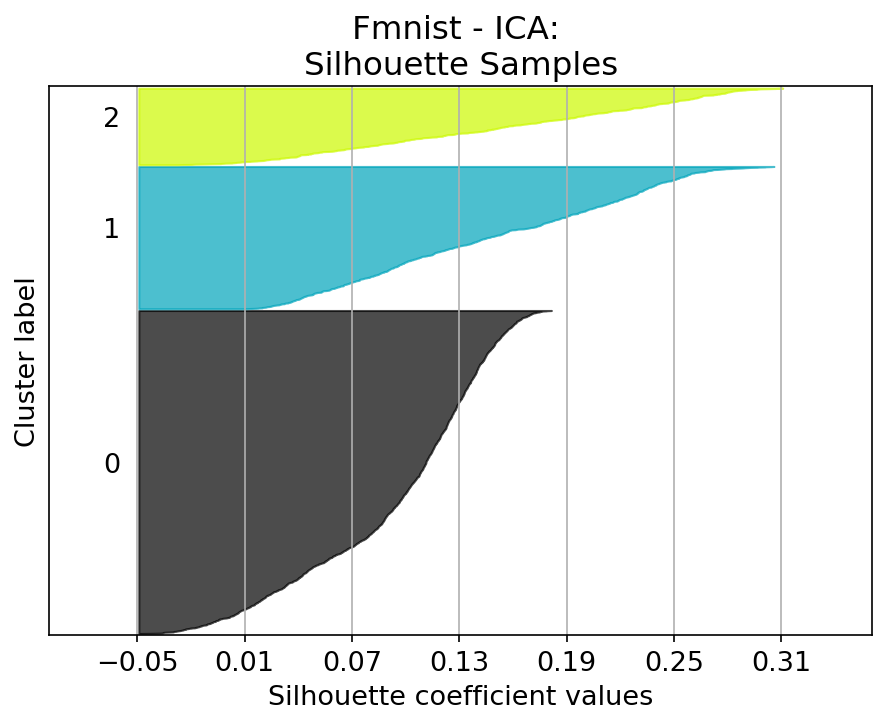 Fmnist - ICA:
Silhouette Samples
2
1
0
Cluster label
−0.05 0.01 0.07 0.13 0.19 0.25 0.31
Silhouette coefficient values